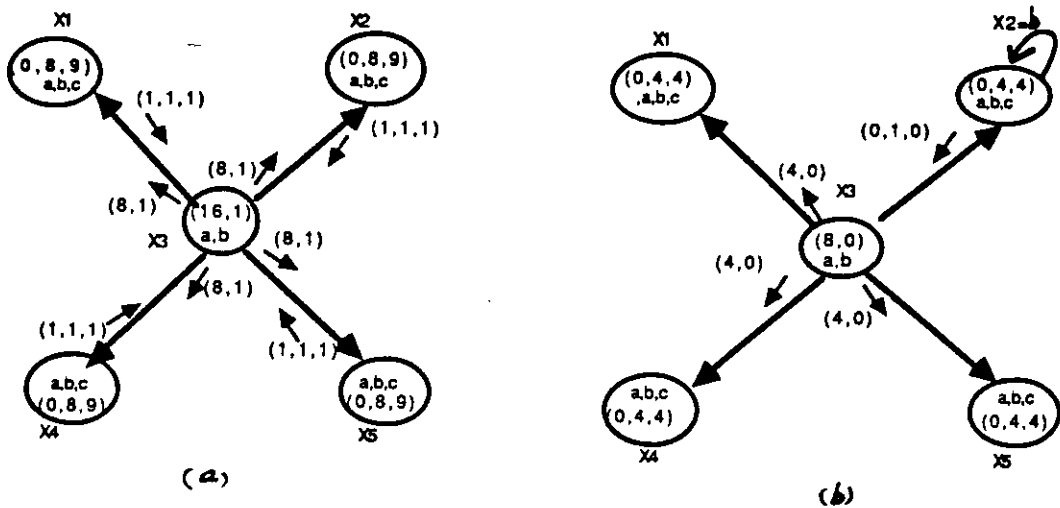 X1
(0,8,9)
a,b,c
X2
(0,8,9)
a,b,c
(1,1,1)
(1,1,1)
(8,1)
(8,1)
(16,1)
a,b
X3
(8,1)
(8,1)
(1,1,1)
(1,1,1)
a,b,c
(0,8,9)
X4
a,b,c
(0,8,9)
X5
(a)
X1
(0,4,4)
,a,b,c
X2=b
(0,4,4)
a,b,c
(0,1,0)
(4,0)
X3
(8,0)
a,b
(4,0)
(4,0)
a,b,c
(0,4,4)
X4
a,b,c
(0,4,4)
X5
(b)